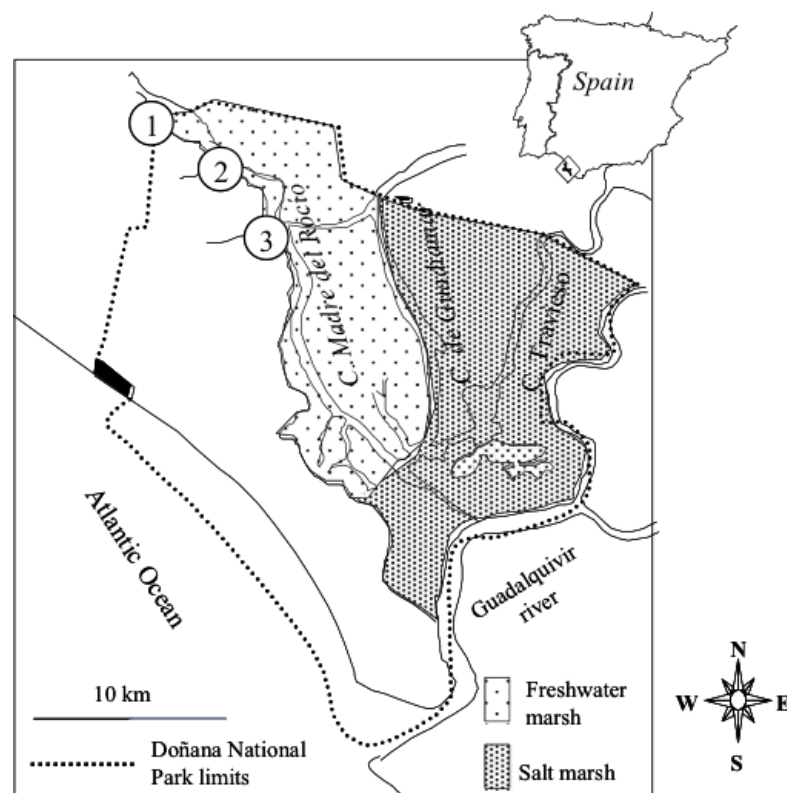 Spain
1
2
3
C. Madre del Rocío
C. de Guadiamar
C. Travieso
Atlantic Ocean
Guadalquivir
river
10 km
Doñana National
Park limits
Freshwater
marsh
Salt marsh
N
W
E
S